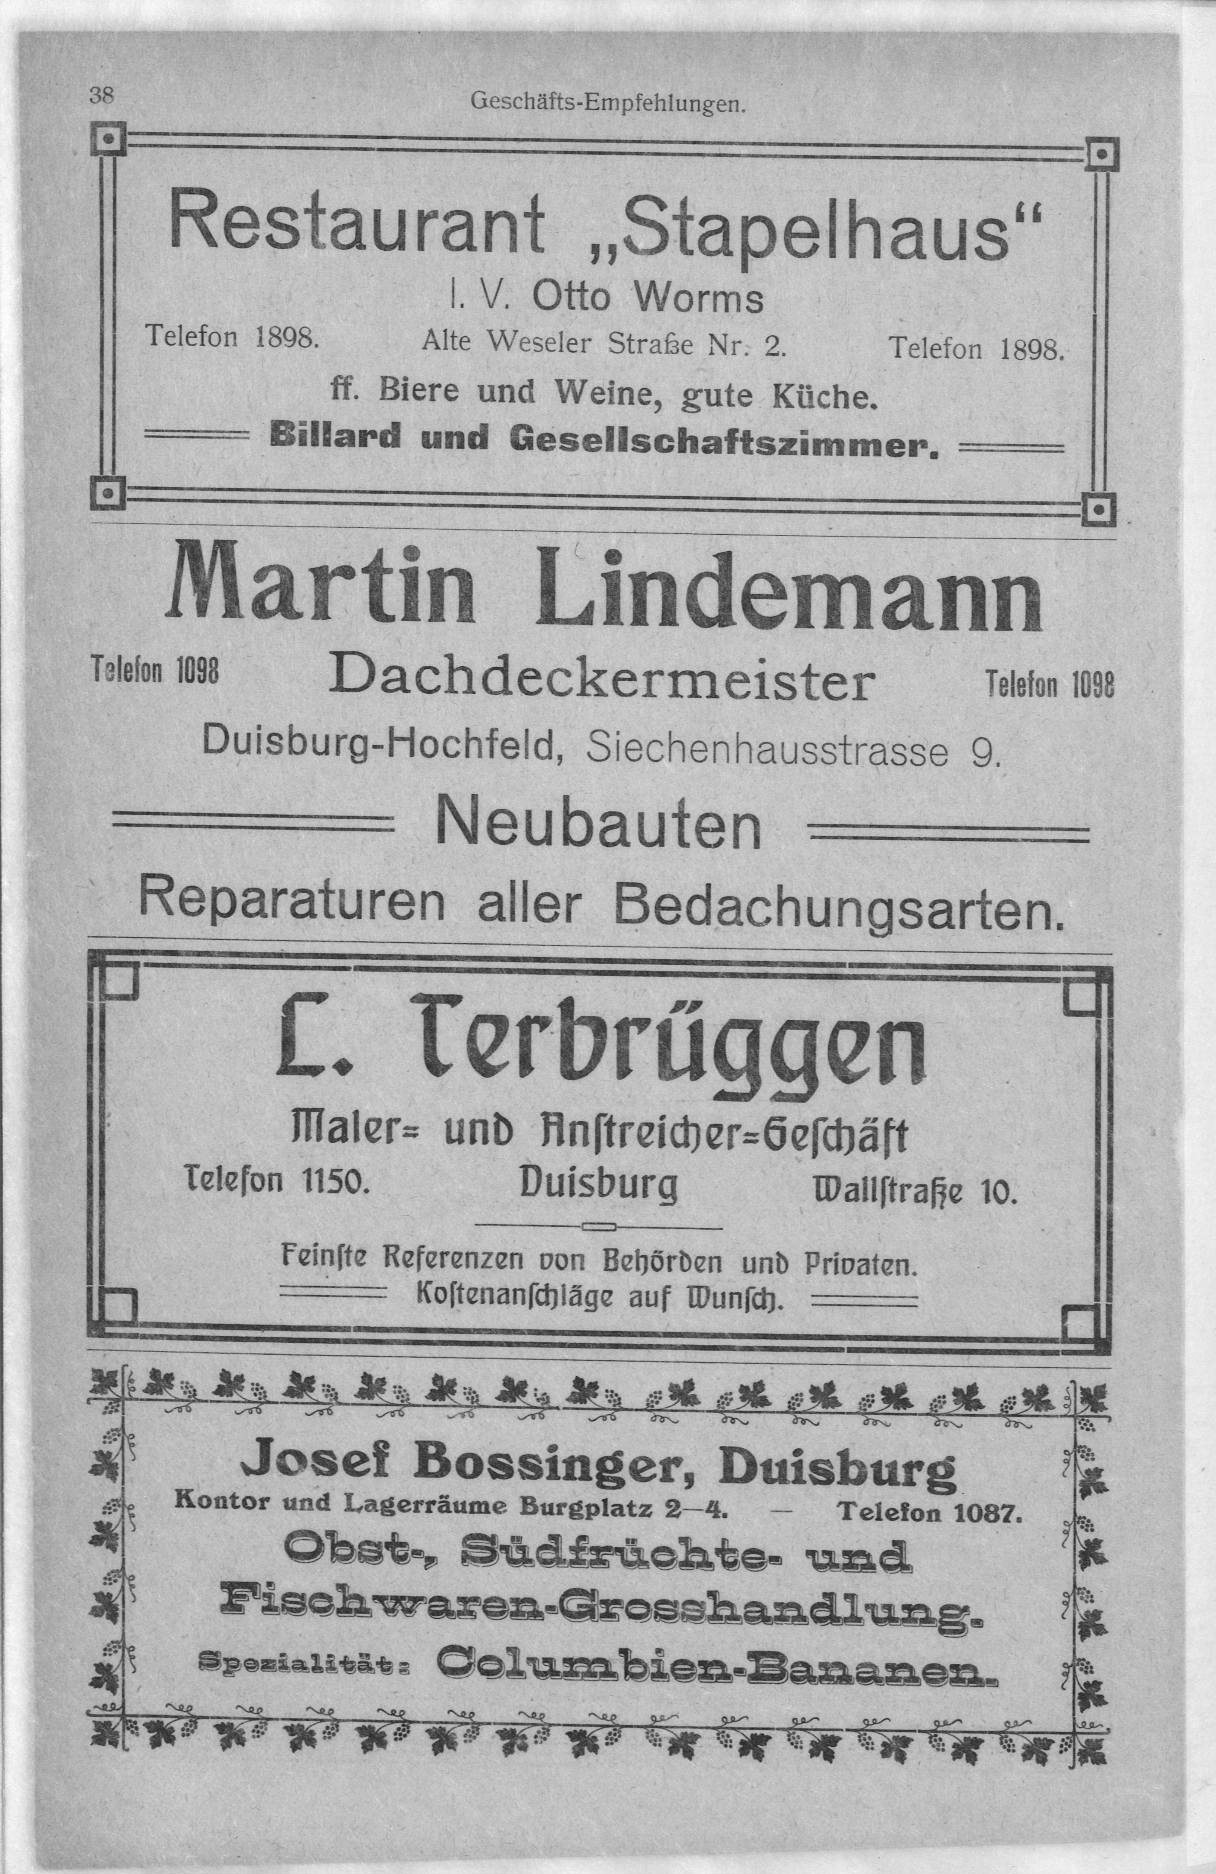 38
Geschäfts-Empfehlungen.
Restaurant „Stapelhaus“
I. V. Otto Worms
Telefon 1898. Alte Weseler Straße Nr. 2. Telefon 1898.
ff. Biere und Weine, gute Küche.
Billard und Gesellschaftszimmer.
Martin Lindemann
Telefon 1098 Dachdeckermeister Telefon 1098
Duisburg-Hochfeld, Siechenhausstrasse 9.
Neubauten
Reparaturen aller Bedachungsarten.
L. Terbrüggen
Maler= und Anſtreicher=Geſchäft
Telefon 1150. Duisburg Wallſtraße 10.
Feinſte Referenzen von Behörden und Privaten.
Koſtenanſchläge auf Wunſch.
Josef Bossinger, Duisburg
Kontor und Lagerräume Burgplatz 2—4. — Telefon 1087.
Obst-, Südfrüchte- und
Fischwaren-Grosshandlung.
Spezialität: Columbien-Bananen.